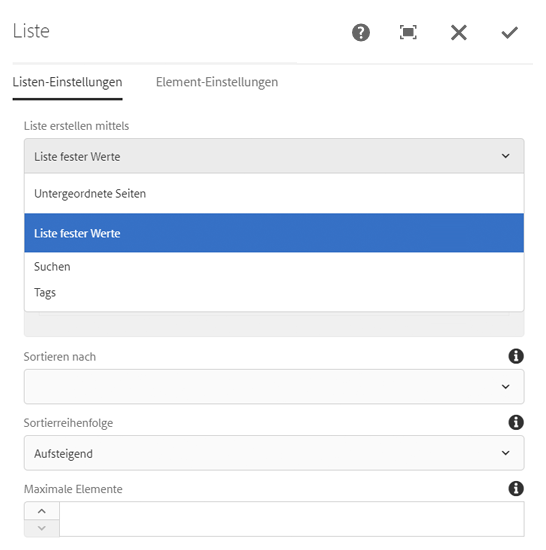 Liste
Listen-Einstellungen
Element-Einstellungen
Liste erstellen mittels
Liste fester Werte
Untergeordnete Seiten
Liste fester Werte
Suchen
Tags
Sortieren nach
Sortierreihenfolge
Aufsteigend
Maximale Elemente